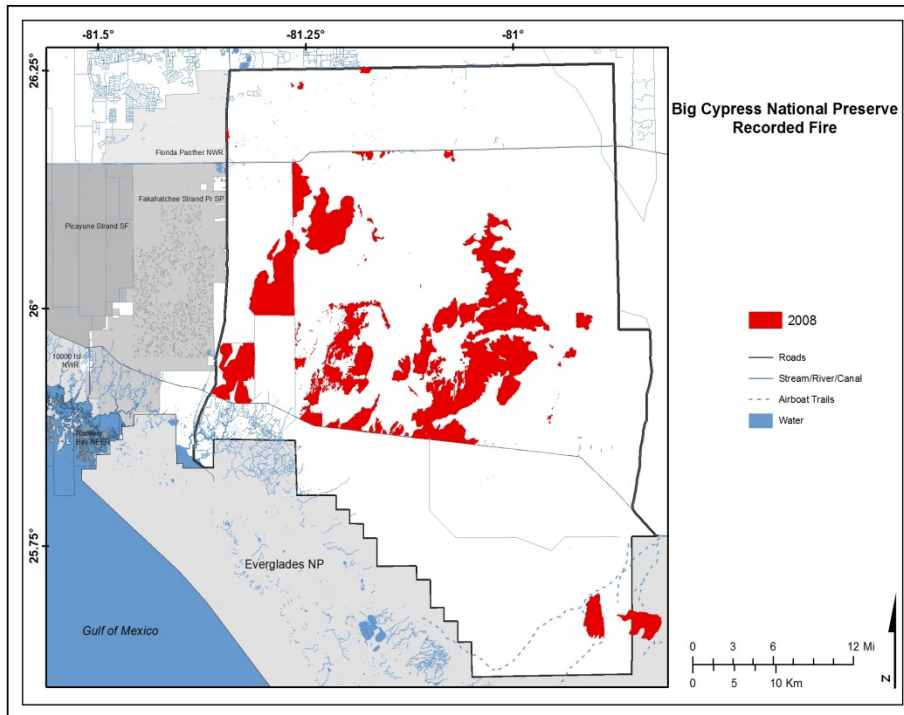 -81.5°
-81.25°
-81°
26.25°
26°
25.75°
Big Cypress National Preserve
Recorded Fire
Florida Panther NWR
Fakahatchee Strand Pr SP
Picayune Strand SF
10000 Isl
NWR
Rookery
Bay NERR
Everglades NP
Gulf of Mexico
2008
Roads
Stream/River/Canal
Airboat Trails
Water
0 3 6 12 Mi
0 5 10 Km
N